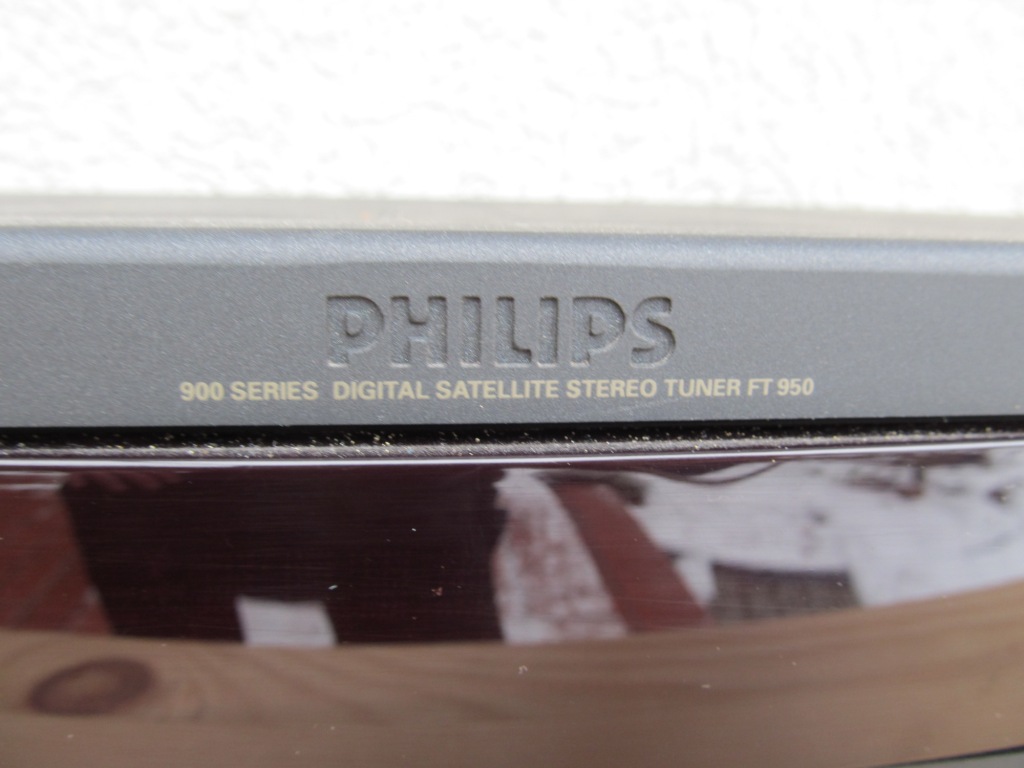 PHILIPS
900 SERIES DIGITAL SATELLITE STEREO TUNER FT 950